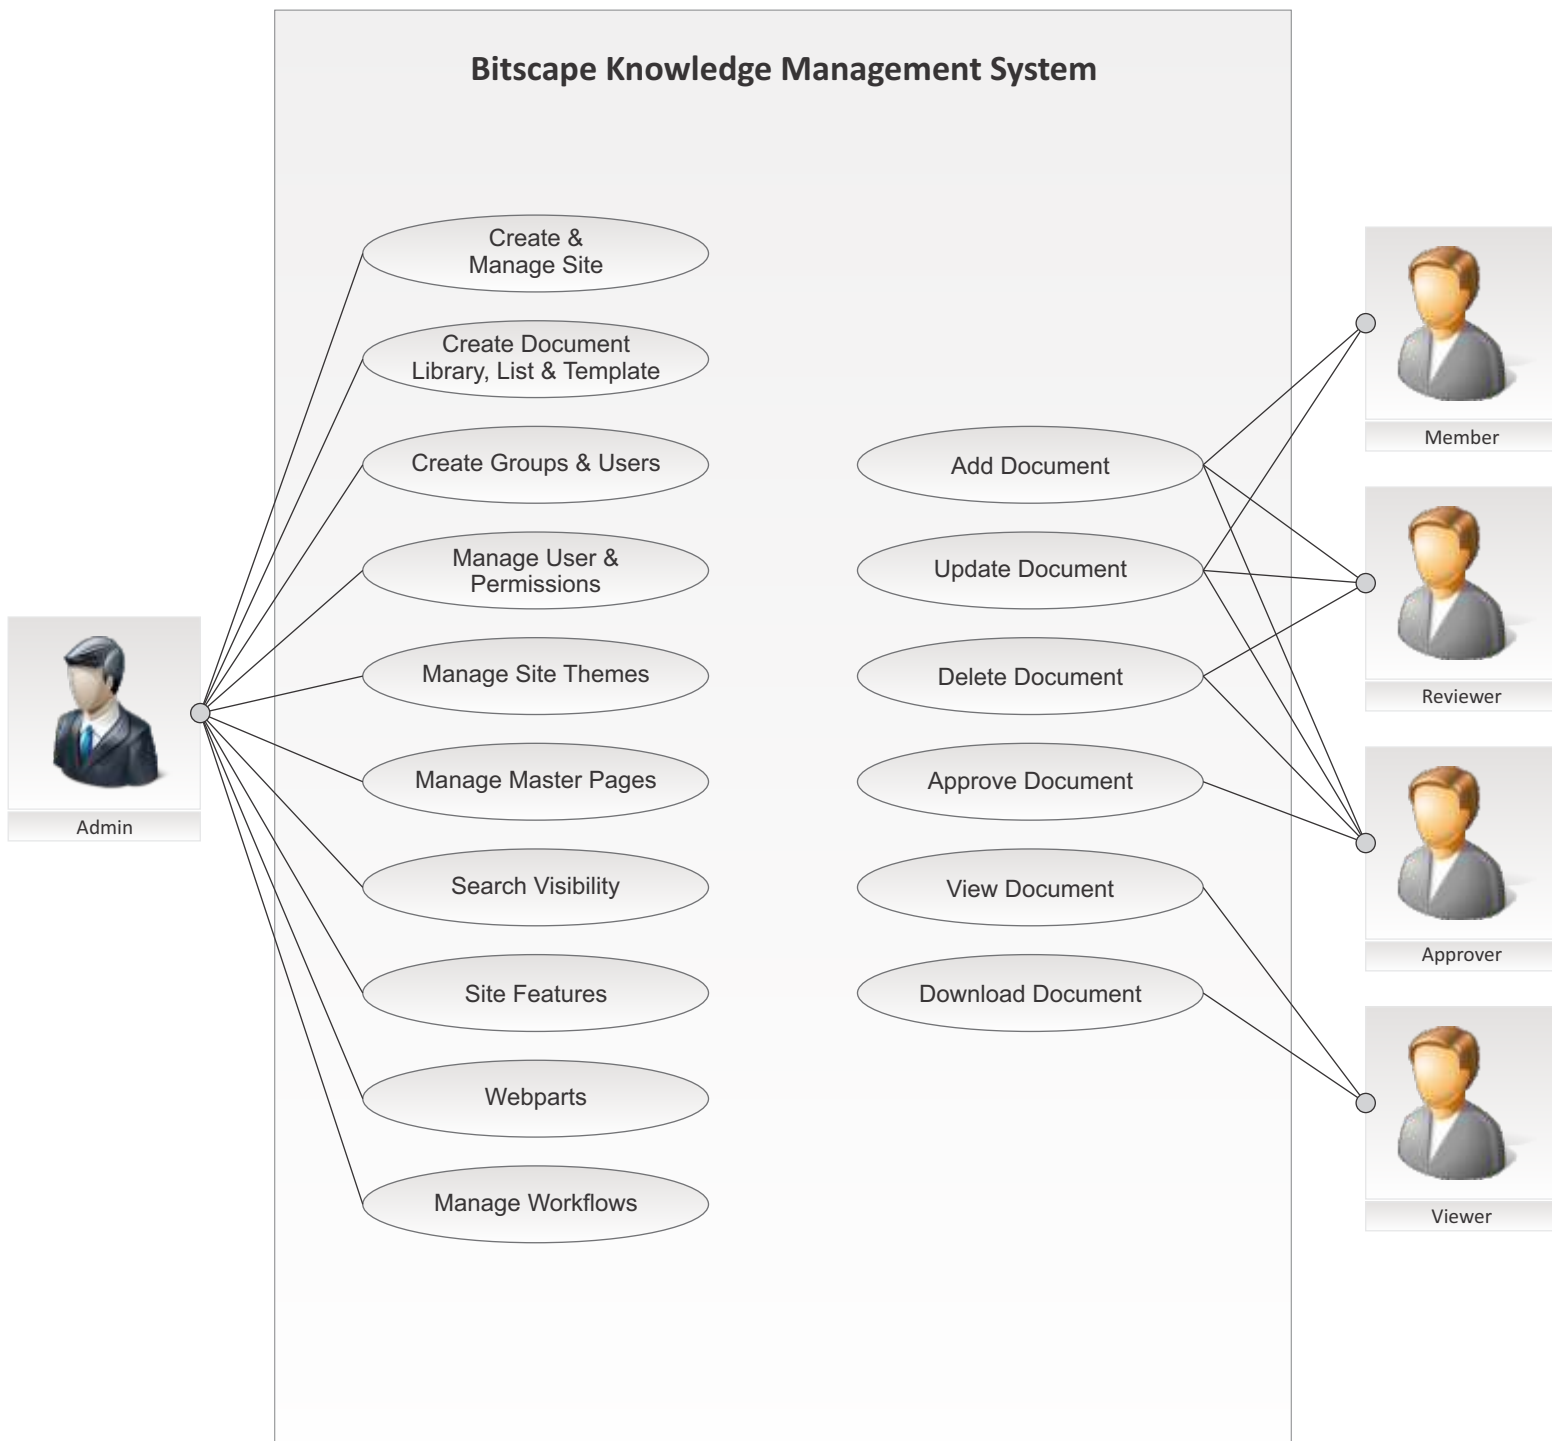 Bitscape Knowledge Management System
Create &
Manage Site
Create Document
Library, List & Template
Create Groups & Users
Manage User &
Permissions
Manage Site Themes
Manage Master Pages
Search Visibility
Site Features
Webparts
Manage Workflows
Add Document
Update Document
Delete Document
Approve Document
View Document
Download Document
Admin
Member
Reviewer
Approver
Viewer